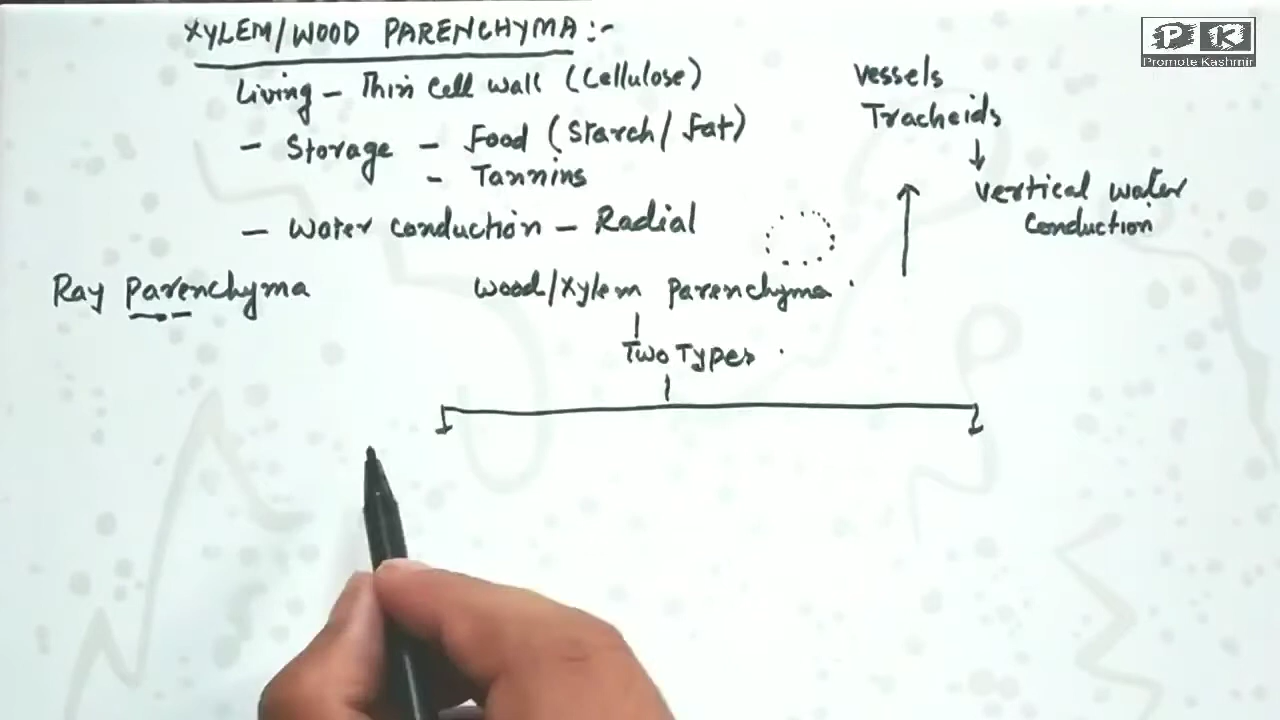 XYLEM/WOOD PARENCHYMA :-
Living - Thin Cell Wall (Cellulose)
- Storage - Food (Starch/Fat)
- Tannins
- Water conduction - Radial
Vessels
Tracheids
Vertical water
Conduction
Ray Parenchyma
Wood/Xylem Parenchyma
Two Types
PK
Promote Kashmir